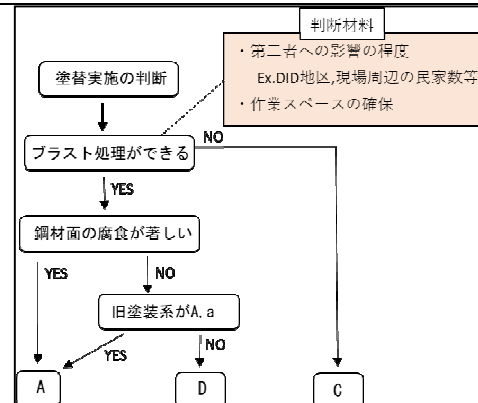 判断材料
・第二者への影響の程度
Ex.DID地区,現場周辺の民家数等
・作業スペースの確保
塗替実施の判断
ブラスト処理ができる
NO
YES
鋼材面の腐食が著しい
YES
NO
旧塗装系がA.a
YES
NO
A
D
C